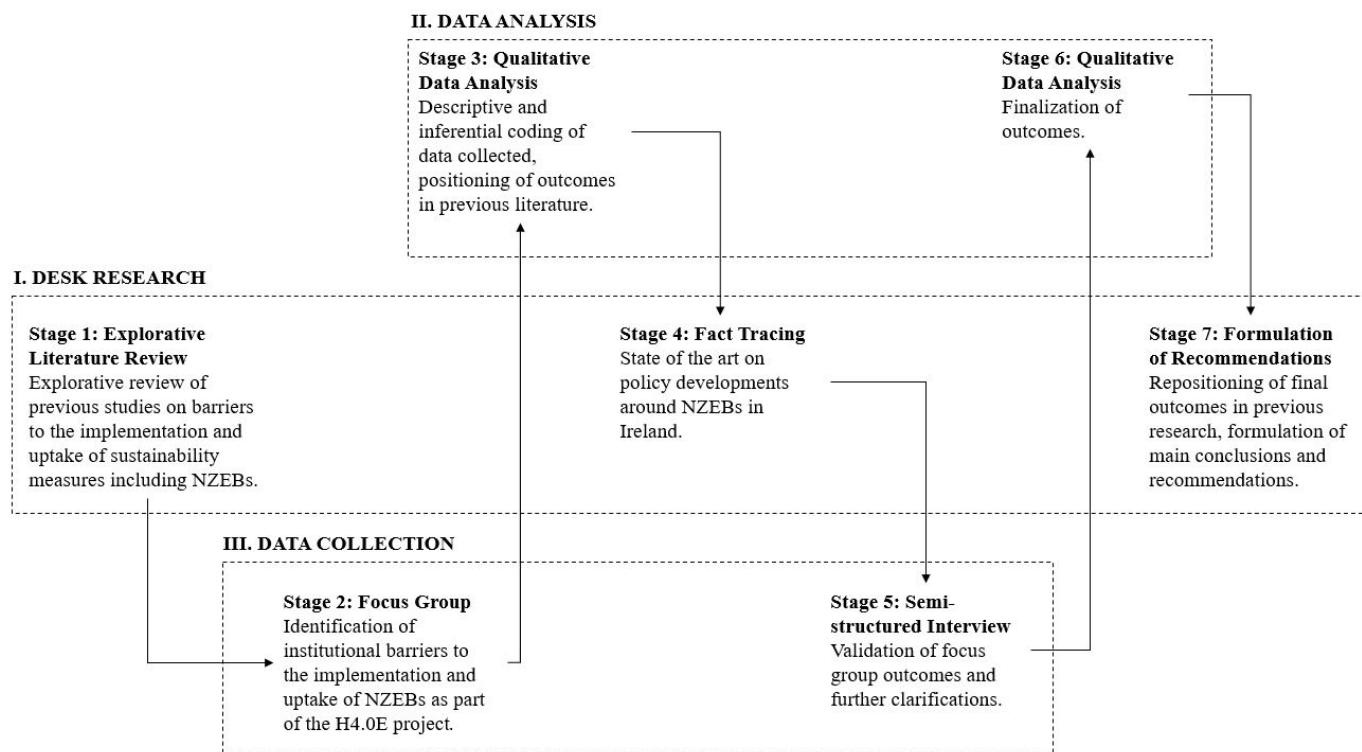 II. DATA ANALYSIS
Stage 3: Qualitative
Data Analysis
Descriptive and
inferential coding of
data collected,
positioning of outcomes
in previous literature.
Stage 6: Qualitative
Data Analysis
Finalization of
outcomes.
I. DESK RESEARCH
Stage 1: Explorative
Literature Review
Explorative review of
previous studies on barriers
to the implementation and
uptake of sustainability
measures including NZEBs.
Stage 4: Fact Tracing
State of the art on
policy developments
around NZEBs in
Ireland.
Stage 7: Formulation
of Recommendations
Repositioning of final
outcomes in previous
research, formulation of
main conclusions and
recommendations.
III. DATA COLLECTION
Stage 2: Focus Group
Identification of
institutional barriers to
the implementation and
uptake of NZEBs as part
of the H4.0E project.
Stage 5: Semi-
structured Interview
Validation of focus
group outcomes and
further clarifications.